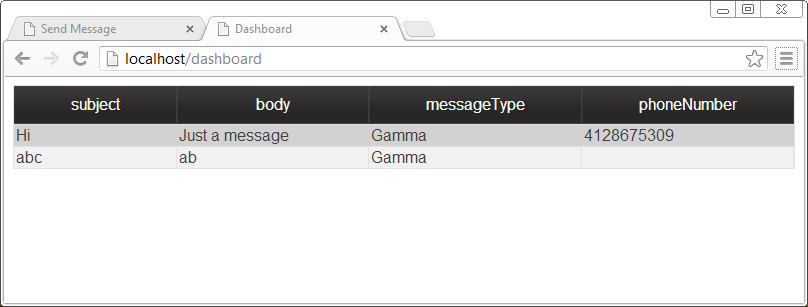 Send Message Dashboard
localhost/dashboard
subject body messageType phoneNumber
Hi Just a message Gamma 4128675309
abc ab Gamma